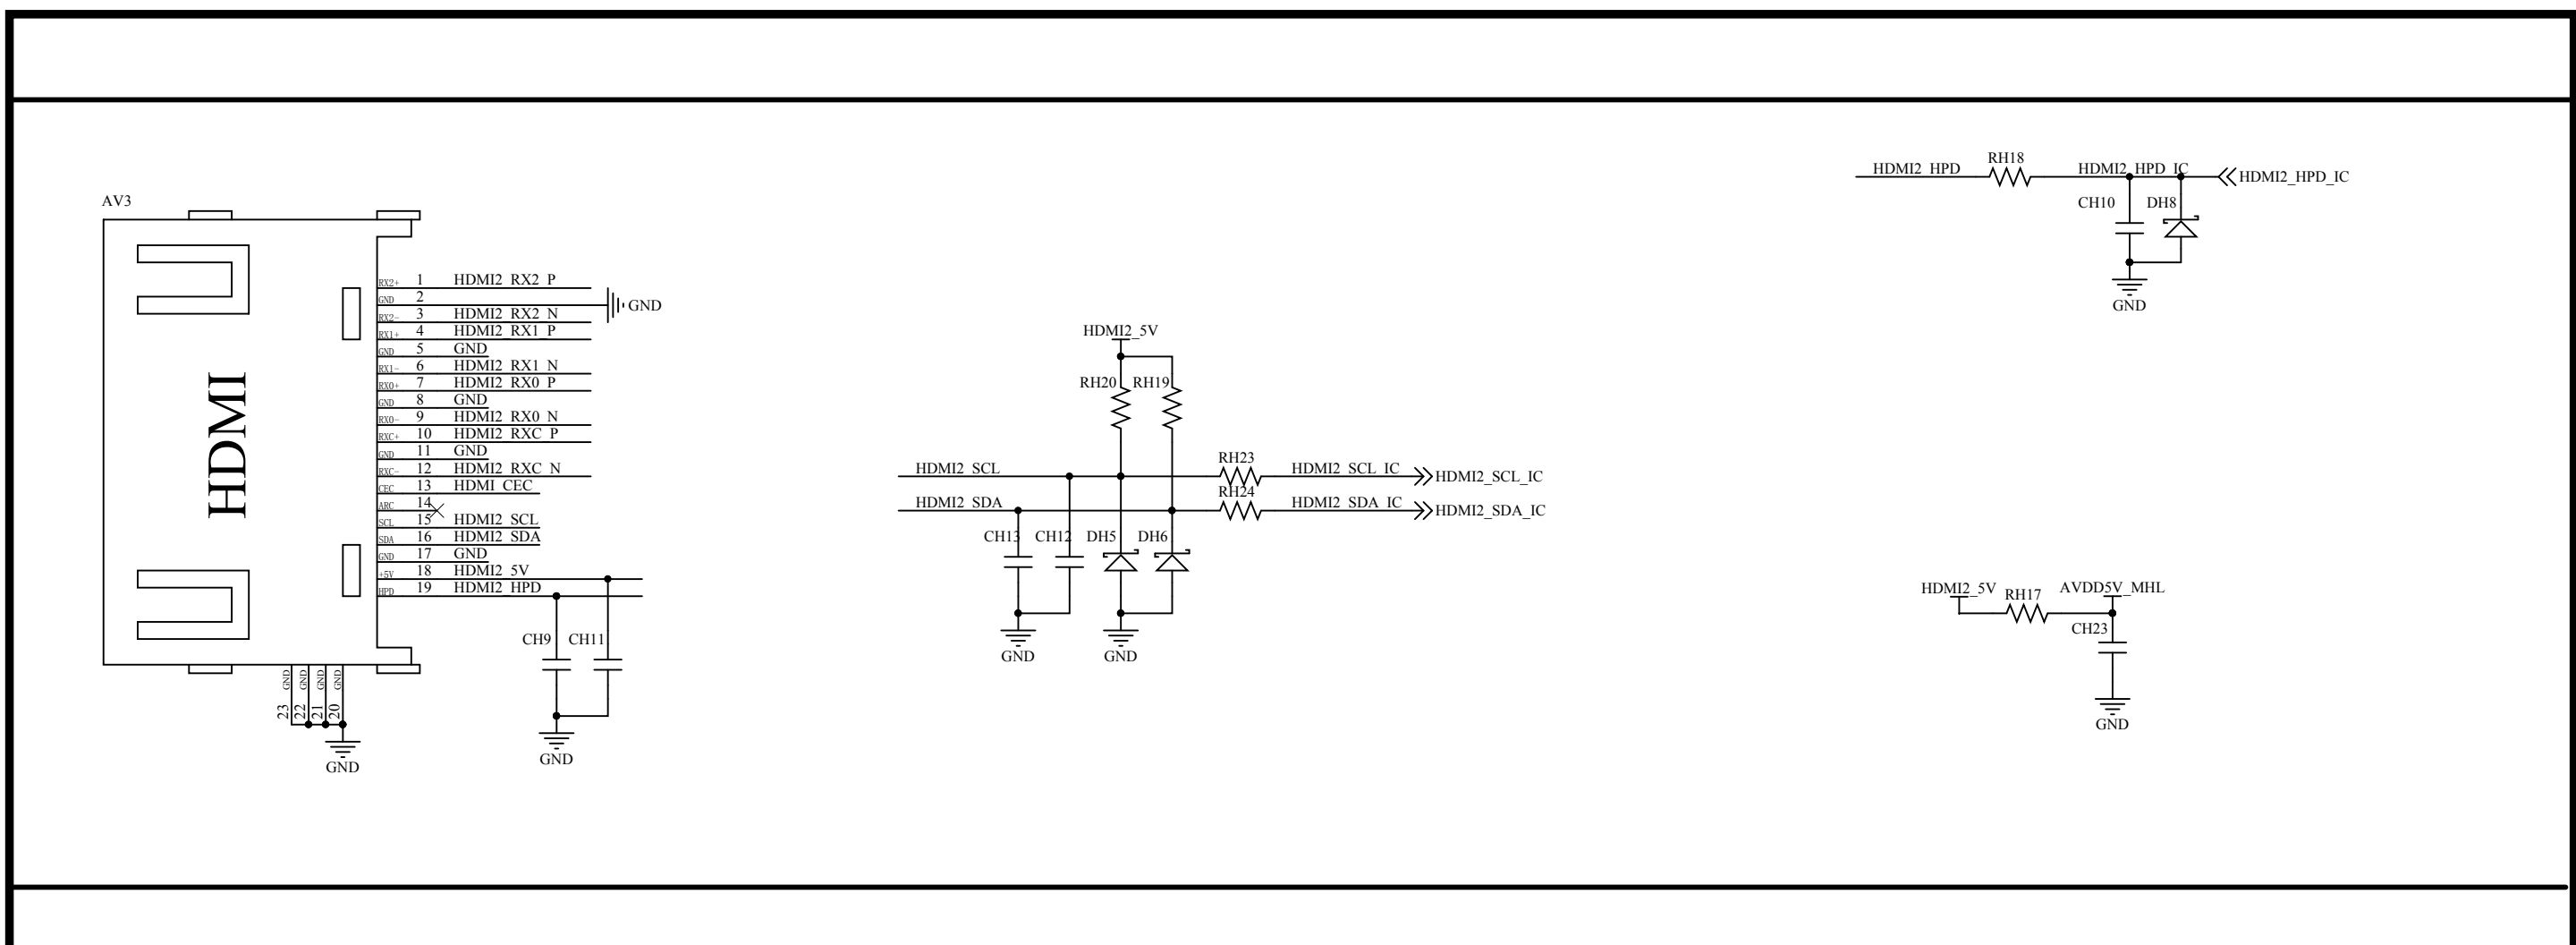 AV3
HDMI
RX2+ 1 HDMI2_RX2_P
GND 2 GND
RX2- 3 HDMI2_RX2_N
RX1+ 4 HDMI2_RX1_P
GND 5 GND
RX1- 6 HDMI2_RX1_N
RX0+ 7 HDMI2_RX0_P
GND 8 GND
RX0- 9 HDMI2_RX0_N
RXC+ 10 HDMI2_RXC_P
GND 11 GND
RXC- 12 HDMI2_RXC_N
CEC 13 HDMI_CEC
ARC 14
SCL 15 HDMI2_SCL
SDA 16 HDMI2_SDA
GND 17 GND
+5V 18 HDMI2_5V
HPD 19 HDMI2_HPD
CH9 CH11
GND
GND GND GND GND
23 22 21 20
GND
HDMI2_5V
RH20 RH19
HDMI2_SCL RH23 HDMI2_SCL_IC HDMI2_SCL_IC
HDMI2_SDA RH24 HDMI2_SDA_IC HDMI2_SDA_IC
CH13 CH12 DH5 DH6
GND GND
HDMI2_HPD RH18 HDMI2_HPD_IC HDMI2_HPD_IC
CH10 DH8
GND
HDMI2_5V RH17 AVDD5V_MHL
CH23
GND